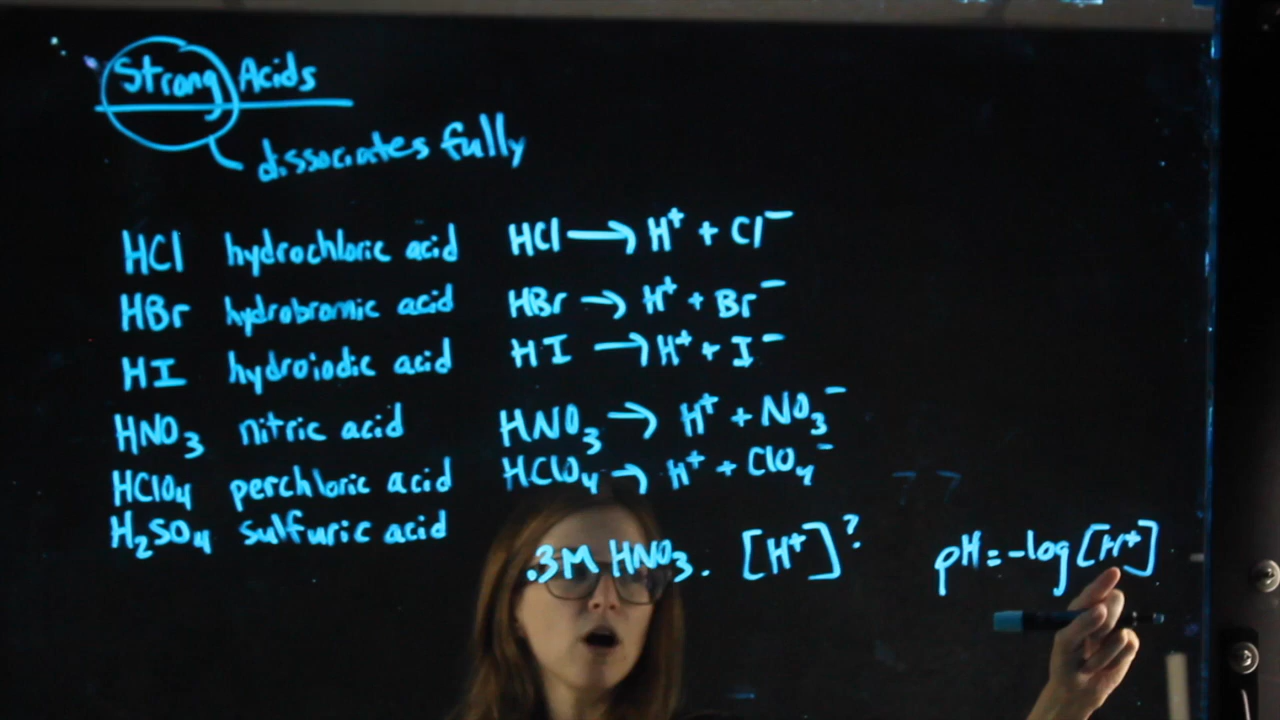 Strong Acids
dissociates fully
HCl hydrochloric acid HCl → H⁺ + Cl⁻
HBr hydrobromic acid HBr → H⁺ + Br⁻
HI hydroiodic acid HI → H⁺ + I⁻
HNO₃ nitric acid HNO₃ → H⁺ + NO₃⁻
HClO₄ perchloric acid HClO₄ → H⁺ + ClO₄⁻
H₂SO₄ sulfuric acid
.3M HNO₃. [H⁺]? pH = -log[H⁺]